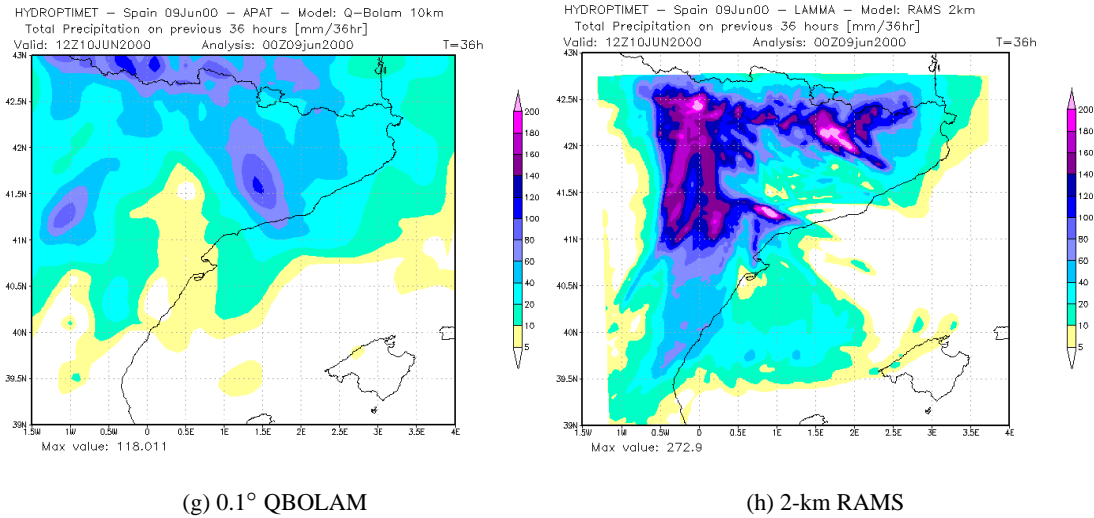 HYDROPTIMET – Spain 09Jun00 – APAT – Model: Q-Bolam 10km
Total Precipitation on previous 36 hours [mm/36hr]
Valid: 12Z10JUN2000 Analysis: 00Z09jun2000 T=36h
43N
42.5N
42N
41.5N
41N
40.5N
40N
39.5N
39N
1.5W 1W 0.5W 0 0.5E 1E 1.5E 2E 2.5E 3E 3.5E 4E
Max value: 118.011
200
160
140
120
100
80
60
40
20
10
5
(g) 0.1° QBOLAM
HYDROPTIMET – Spain 09Jun00 – LAMMA – Model: RAMS 2km
Total Precipitation on previous 36 hours [mm/36hr]
Valid: 12Z10JUN2000 Analysis: 00Z09jun2000 T=36h
43N
42.5N
42N
41.5N
41N
40.5N
40N
39.5N
39N
1.5W 1W 0.5W 0 0.5E 1E 1.5E 2E 2.5E 3E 3.5E 4E
Max value: 272.9
200
160
140
120
100
80
60
40
20
10
5
(h) 2-km RAMS